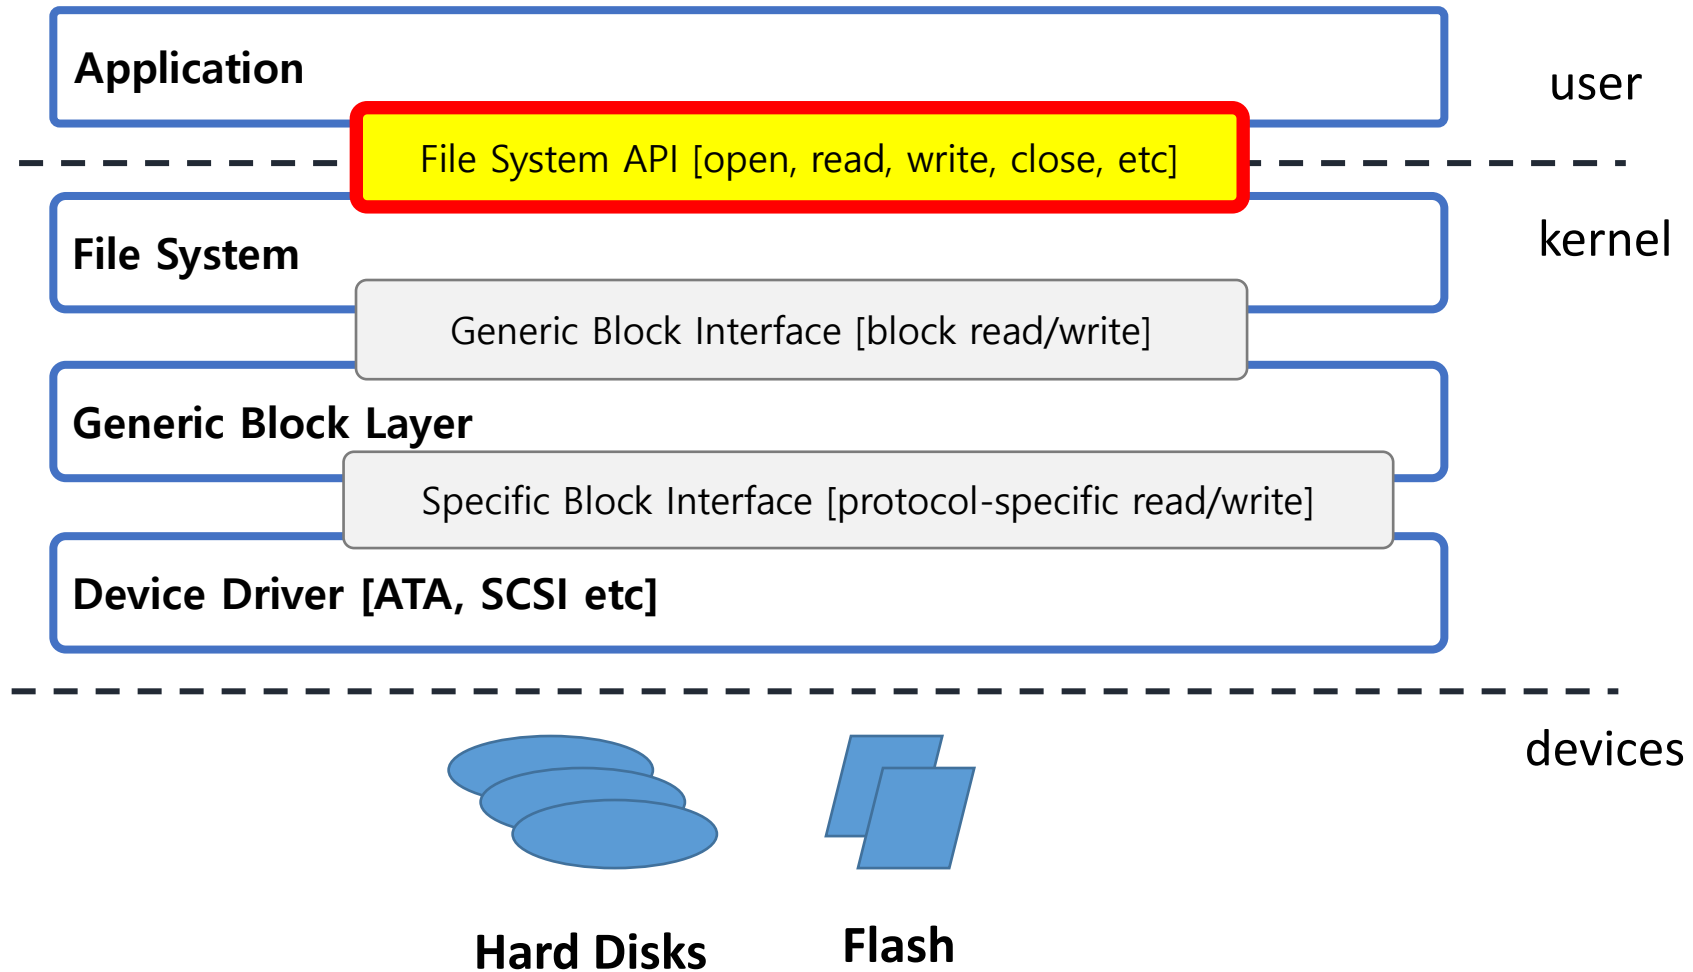 Application
user
File System API [open, read, write, close, etc]
File System
kernel
Generic Block Interface [block read/write]
Generic Block Layer
Specific Block Interface [protocol-specific read/write]
Device Driver [ATA, SCSI etc]
devices
Hard Disks
Flash